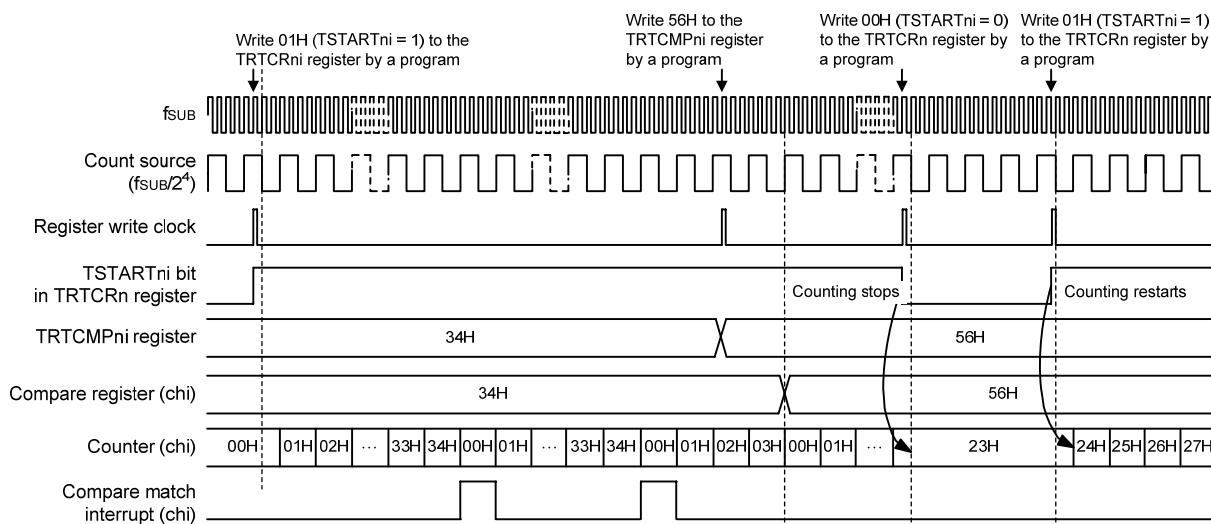 Write 01H (TSTARTni = 1) to the
TRTCRni register by a program
Write 56H to the
TRTCMPni register
by a program
Write 00H (TSTARTni = 0)
to the TRTCRn register by
a program
Write 01H (TSTARTni = 1)
to the TRTCRn register by
a program
fSUB
Count source
(fSUB/2⁴)
Register write clock
TSTARTni bit
in TRTCRn register
Counting stops
Counting restarts
TRTCMPni register
34H
56H
Compare register (chi)
34H
56H
Counter (chi)
00H 01H 02H ... 33H 34H 00H 01H ... 33H 34H 00H 01H 02H 03H 00H 01H ... 23H 24H 25H 26H 27H
Compare match
interrupt (chi)